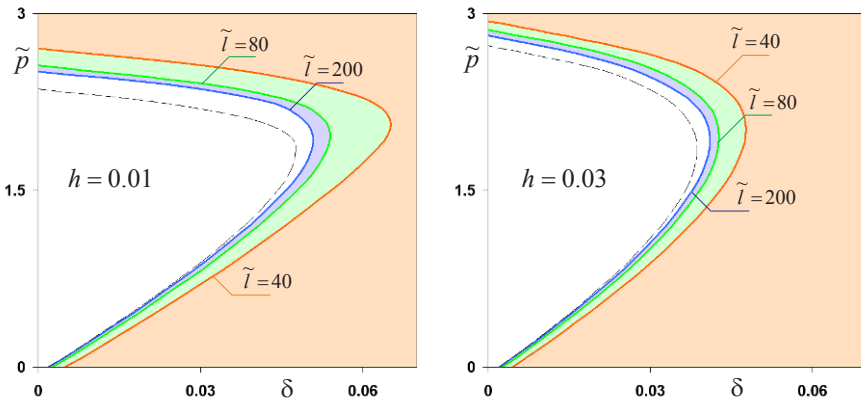 3
p̃
l̃ = 80
l̃ = 200
h = 0.01
1.5
l̃ = 40
0
0
0.03
δ
0.06
3
p̃
l̃ = 40
l̃ = 80
h = 0.03
1.5
l̃ = 200
0
0
0.03
δ
0.06